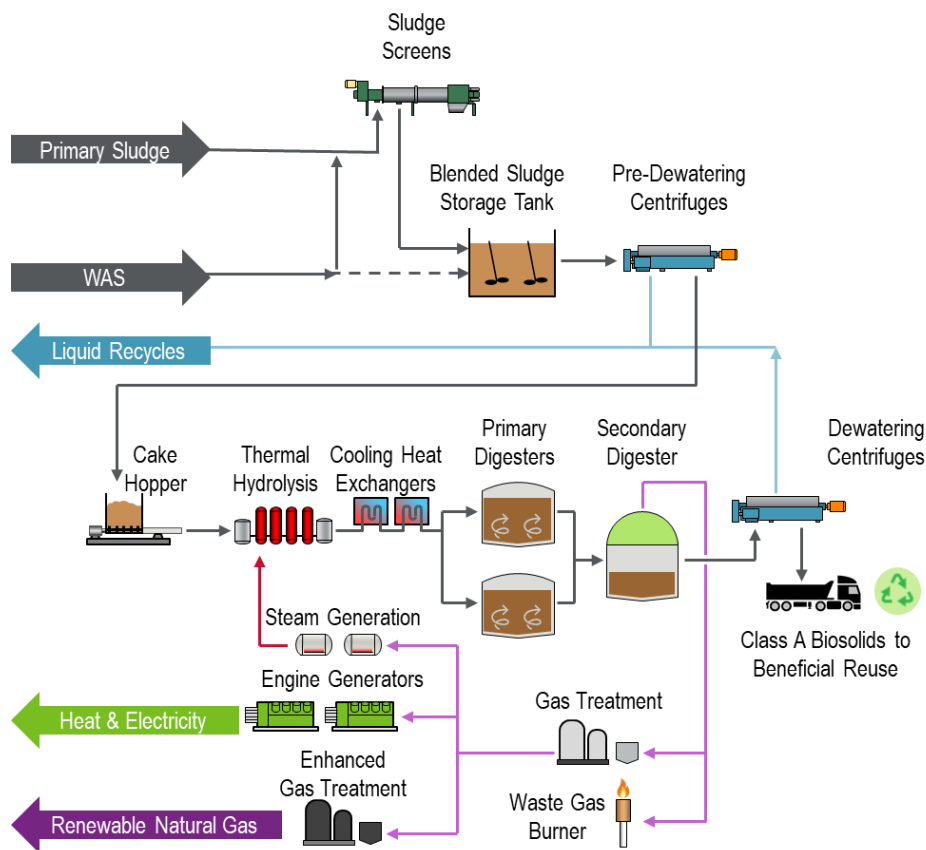 Sludge
Screens
Primary Sludge
Blended Sludge
Storage Tank
Pre-Dewatering
Centrifuges
WAS
Liquid Recycles
Cake
Hopper
Thermal
Hydrolysis
Cooling Heat
Exchangers
Primary
Digesters
Secondary
Digester
Dewatering
Centrifuges
Steam Generation
Class A Biosolids to
Beneficial Reuse
Engine Generators
Heat & Electricity
Gas Treatment
Enhanced
Gas Treatment
Waste Gas
Burner
Renewable Natural Gas